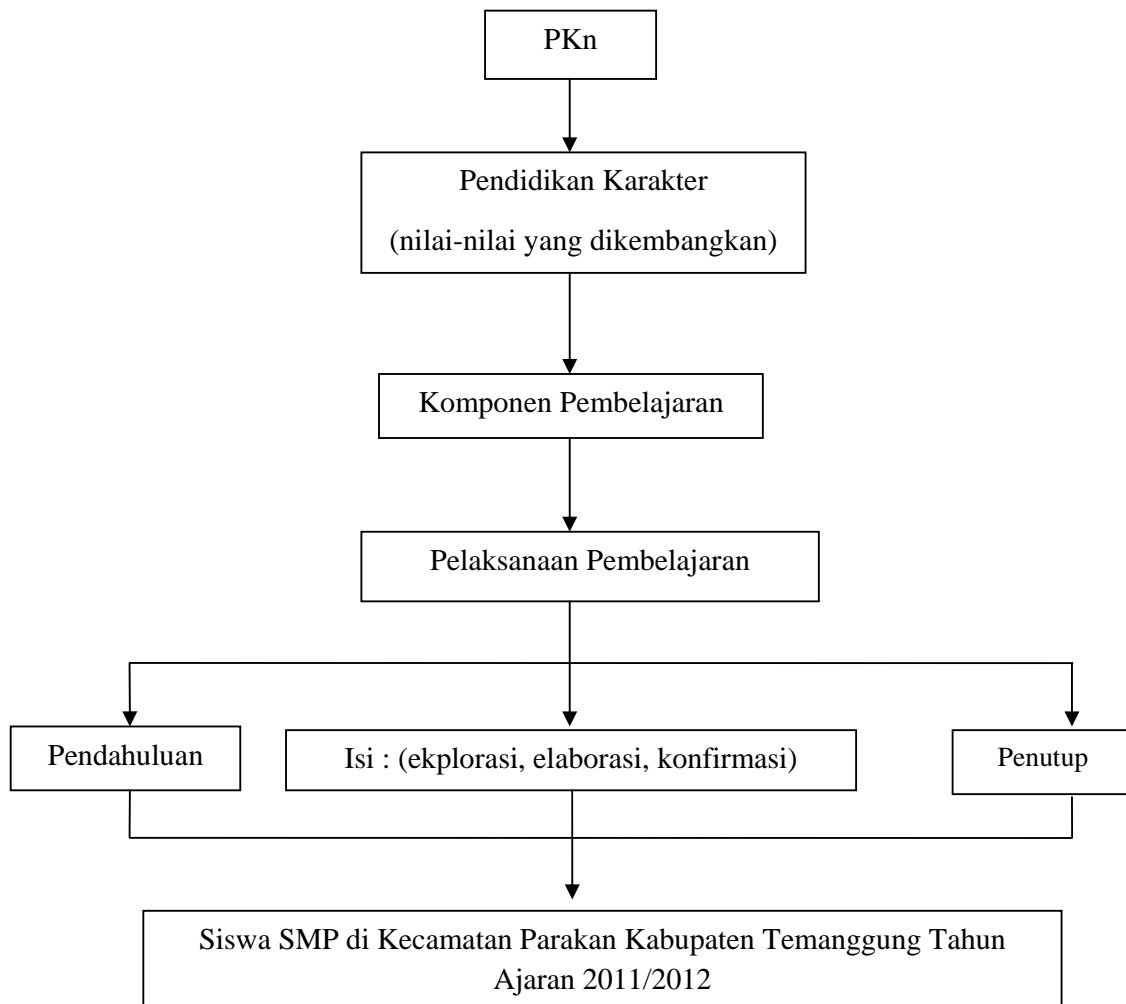 PKn
Pendidikan Karakter
(nilai-nilai yang dikembangkan)
Komponen Pembelajaran
Pelaksanaan Pembelajaran
Pendahuluan
Isi : (ekplorasi, elaborasi, konfirmasi)
Penutup
Siswa SMP di Kecamatan Parakan Kabupaten Temanggung Tahun
Ajaran 2011/2012